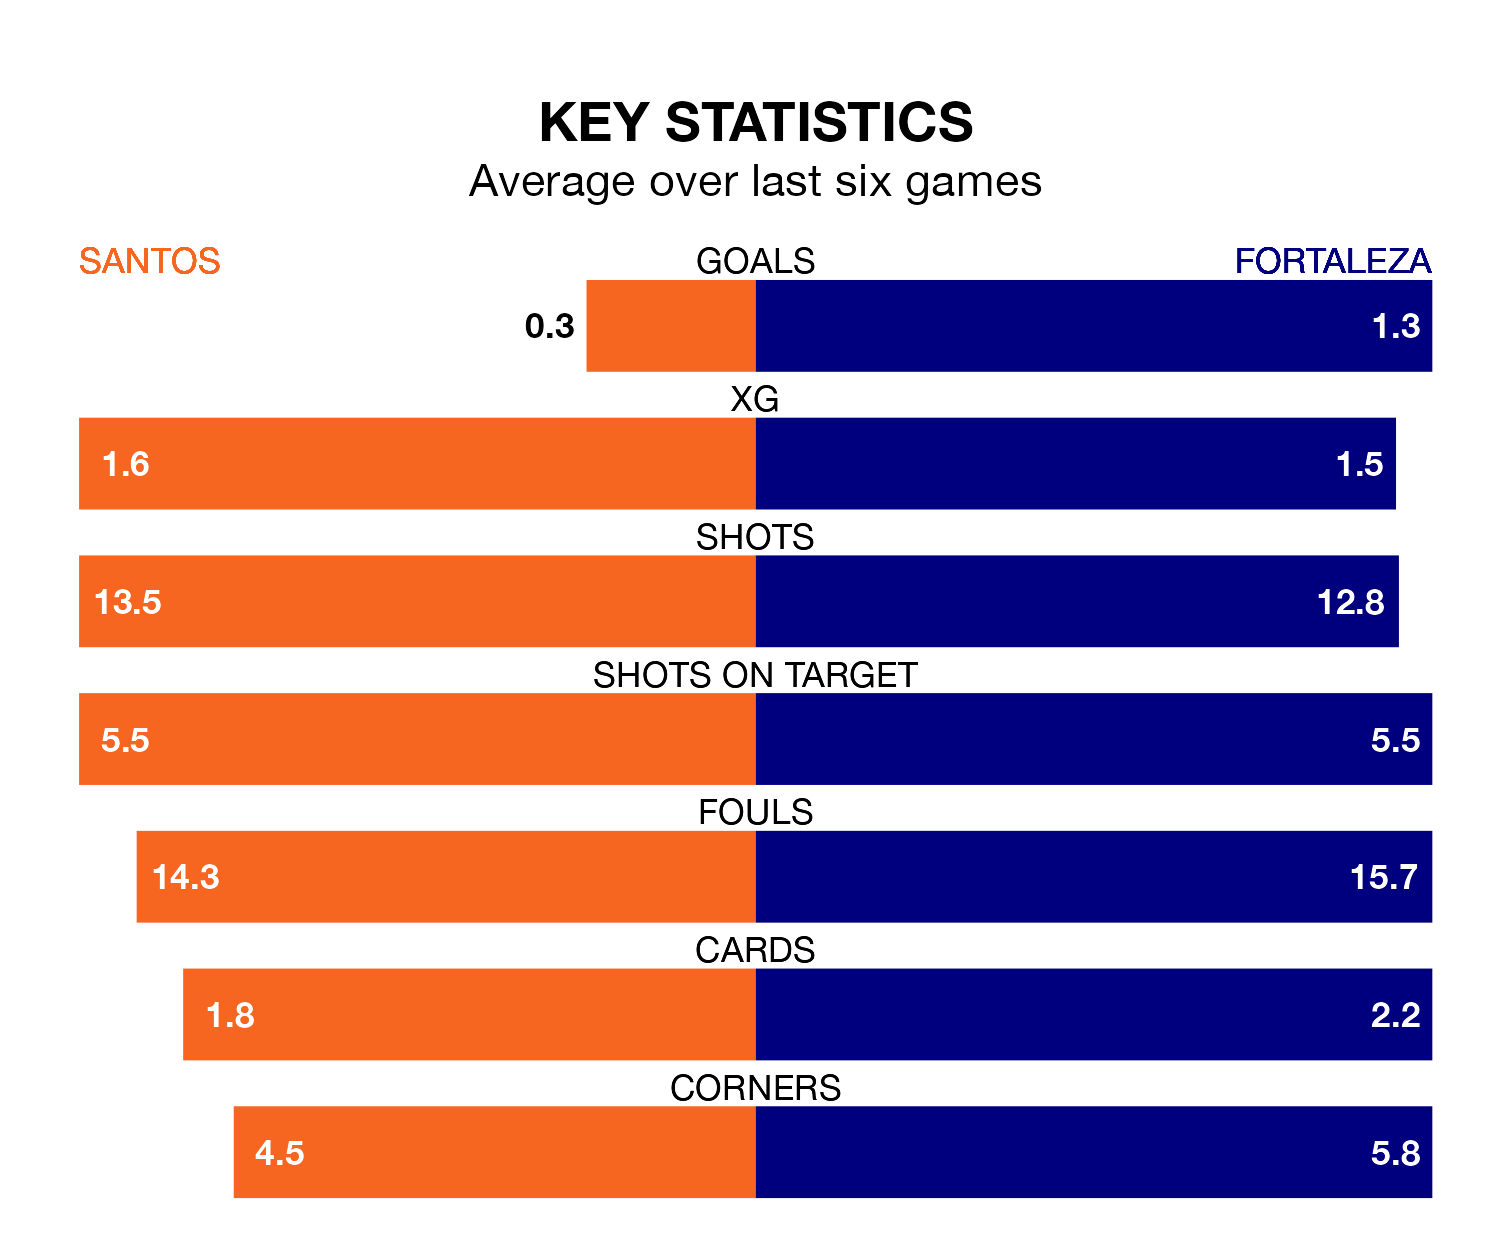 KEY STATISTICS
Average over last six games
SANTOS GOALS FORTALEZA
0.3 1.3
XG
1.6 1.5
SHOTS
13.5 12.8
SHOTS ON TARGET
5.5 5.5
FOULS
14.3 15.7
CARDS
1.8 2.2
CORNERS
4.5 5.8